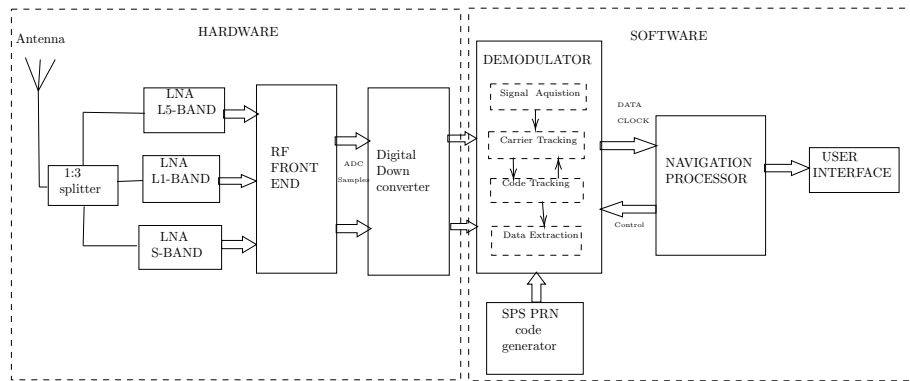 HARDWARE
SOFTWARE
Antenna
1:3
splitter
LNA
L5-BAND
LNA
L1-BAND
LNA
S-BAND
RF
FRONT
END
ADC
Samples
Digital
Down
converter
DEMODULATOR
Signal Aquistion
Carrier Tracking
Code Tracking
Data Extraction
SPS PRN
code
generator
DATA
CLOCK
Control
NAVIGATION
PROCESSOR
USER
INTERFACE